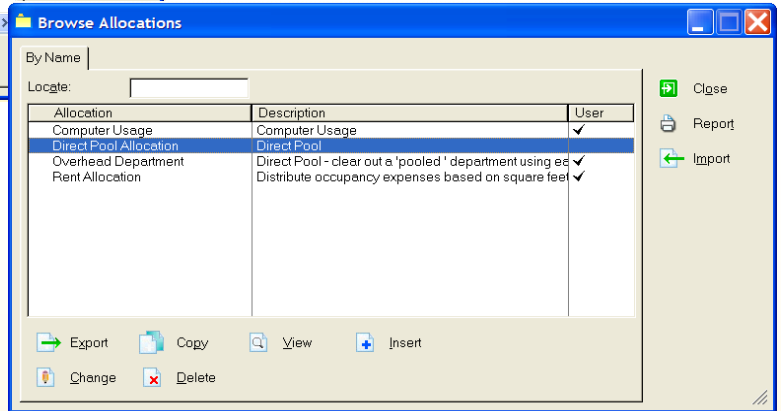 Browse Allocations
By Name
Locate:
Allocation Description User
Computer Usage Computer Usage
Direct Pool Allocation Direct Pool
Overhead Department Direct Pool - clear out a 'pooled ' department using ea
Rent Allocation Distribute occupancy expenses based on square feet
Close
Report
Import
Export Copy View Insert
Change Delete